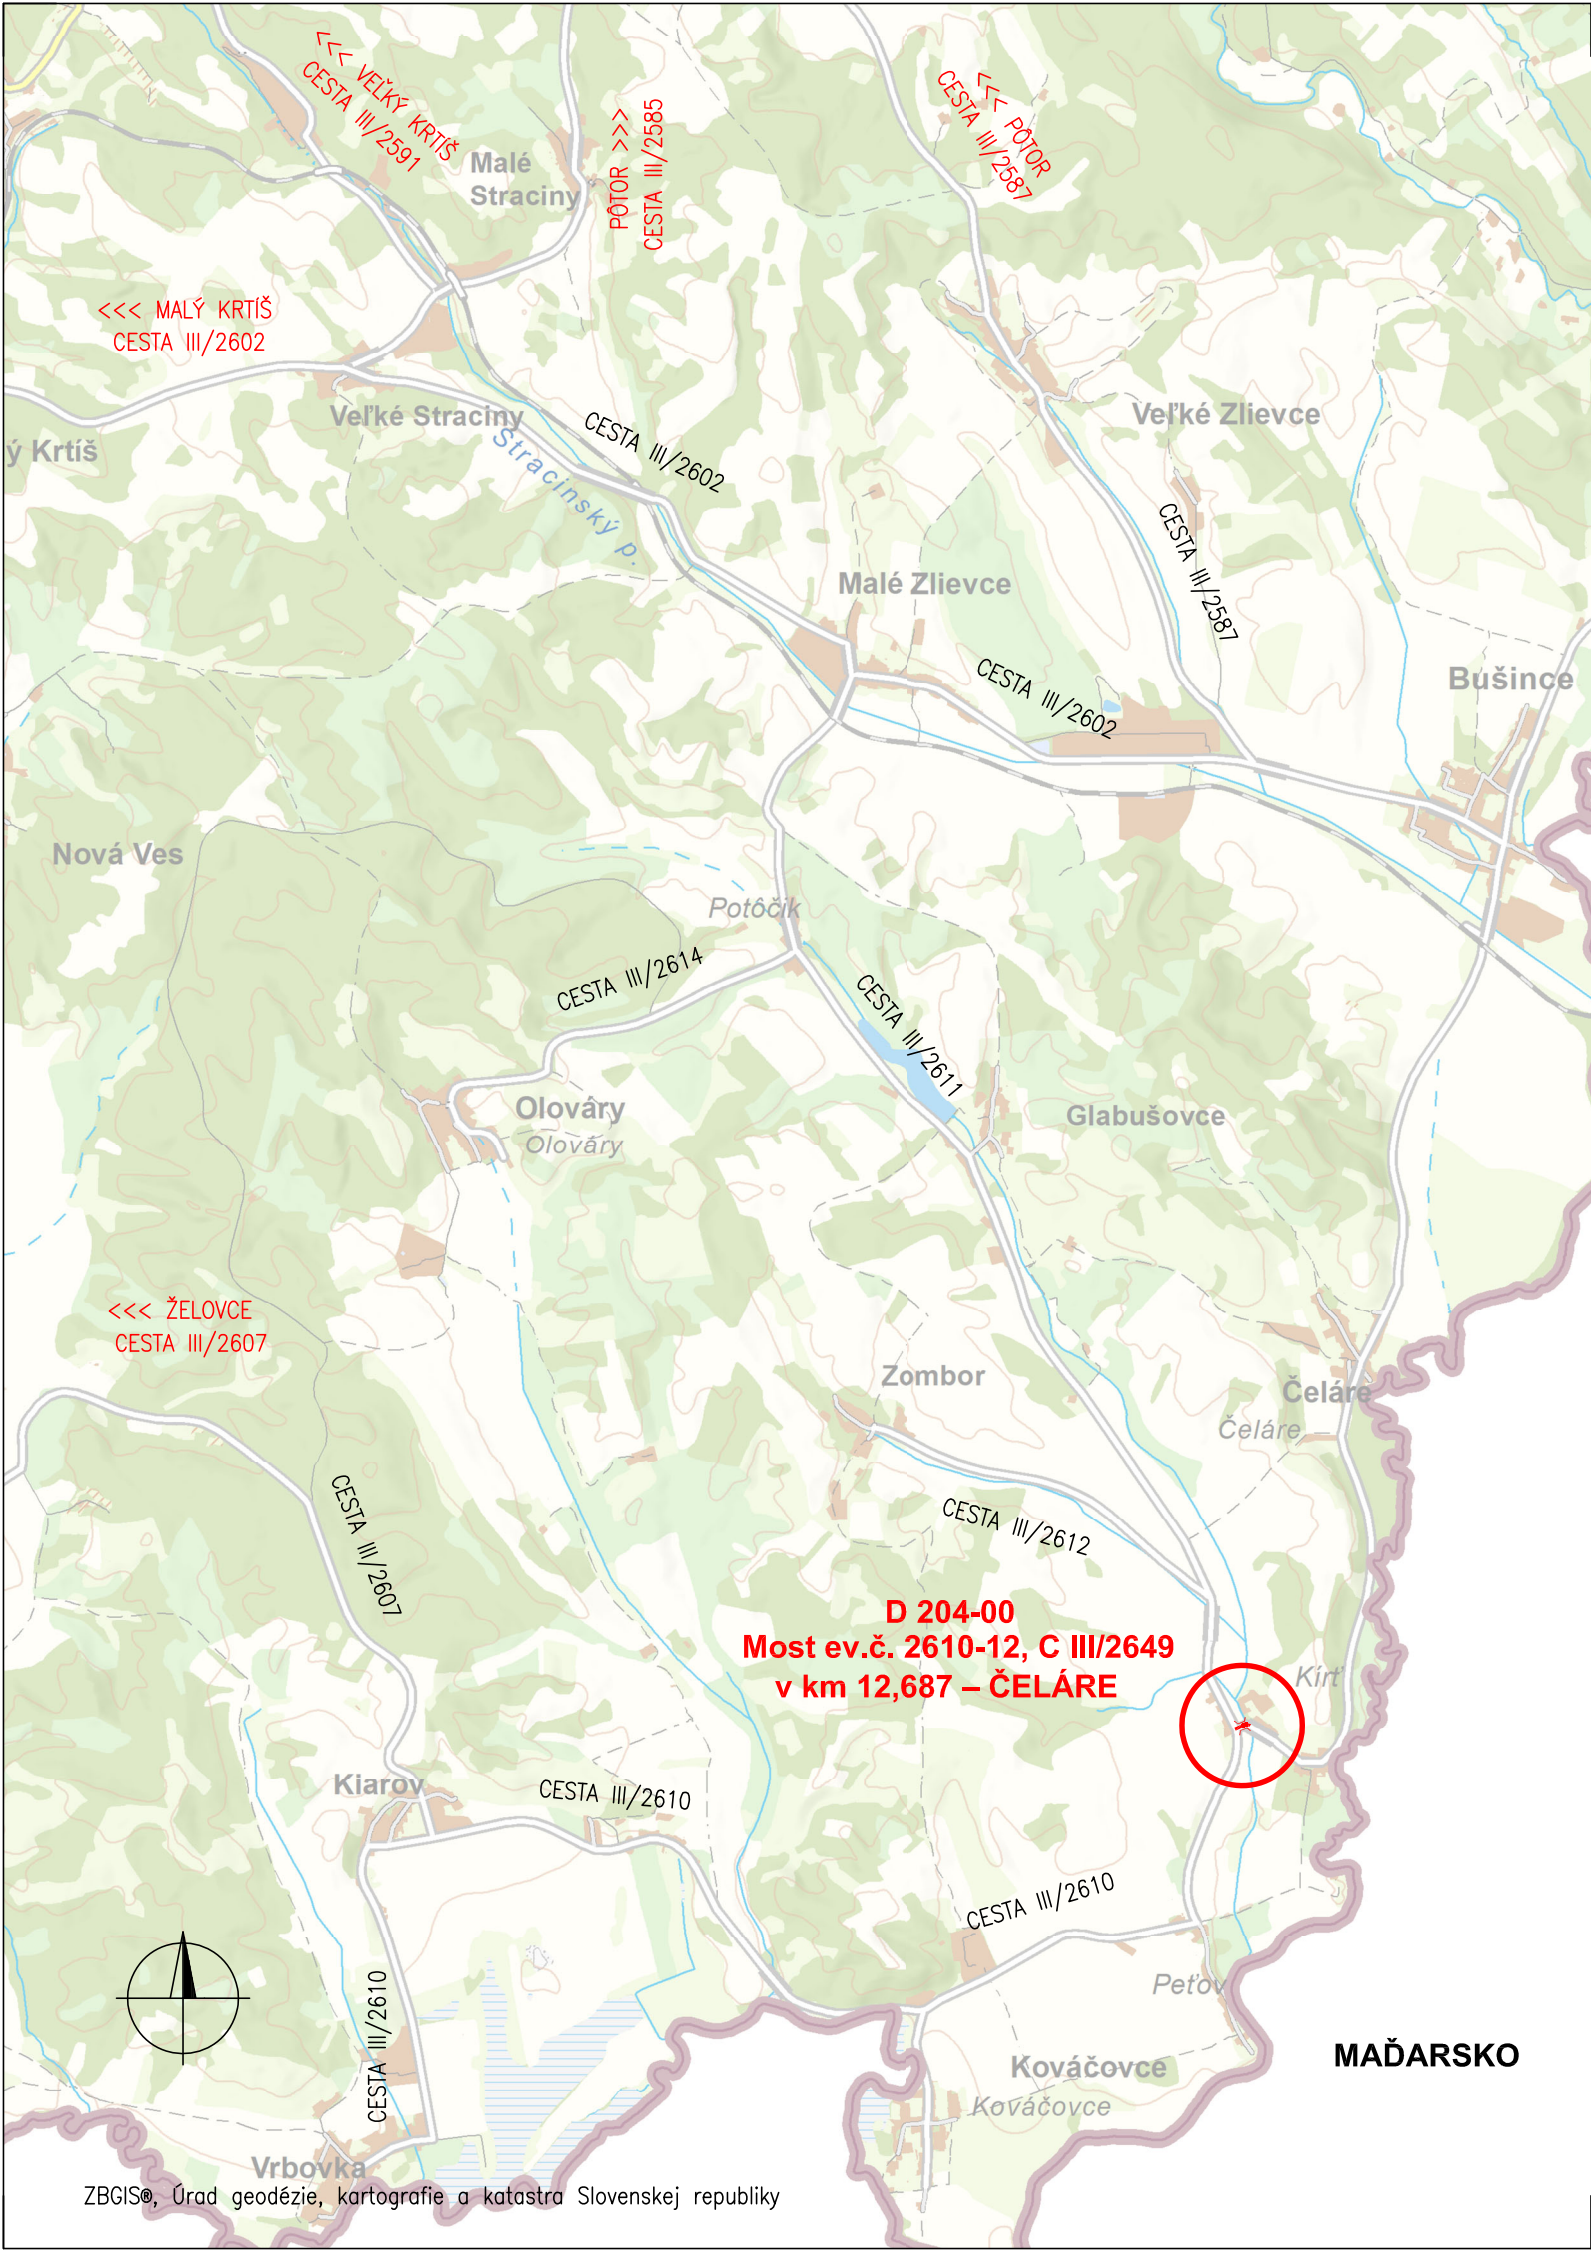 <<< VEĽKÝ KRTÍŠ
CESTA III/2591
Malé
Straciny
PÔTOR >>>
CESTA III/2585
<<< PÔTOR
CESTA III/2587
<<< MALÝ KRTÍŠ
CESTA III/2602
Veľké Straciny
ý Krtíš
Stracinský p.
CESTA III/2602
Veľké Zlievce
CESTA III/2587
Malé Zlievce
CESTA III/2602
Bušince
Nová Ves
Potôčik
CESTA III/2614
CESTA III/2611
Olováry
Olováry
Glabušovce
<<< ŽELOVCE
CESTA III/2607
Zombor
Čeláre
Čeláre
CESTA III/2607
CESTA III/2612
D 204-00
Most ev.č. 2610-12, C III/2649
v km 12,687 – ČELÁRE
Kírť
Kiarov
CESTA III/2610
CESTA III/2610
CESTA III/2610
Peťov
Kováčovce
Kováčovce
MAĎARSKO
Vrbovka
ZBGIS®, Úrad geodézie, kartografie a katastra Slovenskej republiky